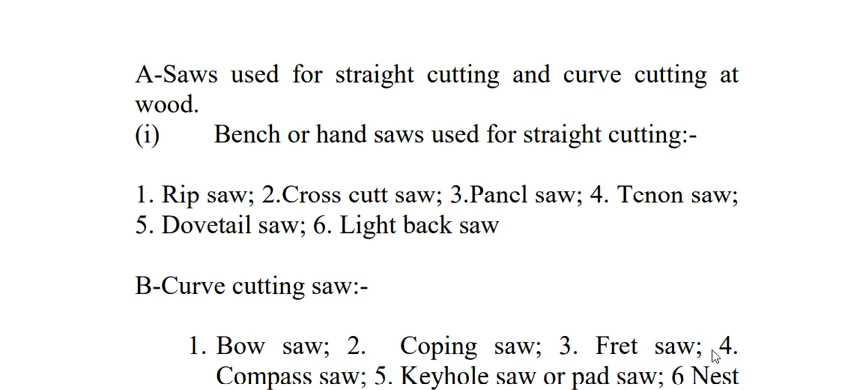 A-Saws used for straight cutting and curve cutting at
wood.
(i) Bench or hand saws used for straight cutting:-
1. Rip saw; 2.Cross cutt saw; 3.Pancl saw; 4. Tcnon saw;
5. Dovetail saw; 6. Light back saw
B-Curve cutting saw:-
1. Bow saw; 2. Coping saw; 3. Fret saw; 4.
Compass saw; 5. Keyhole saw or pad saw; 6 Nest